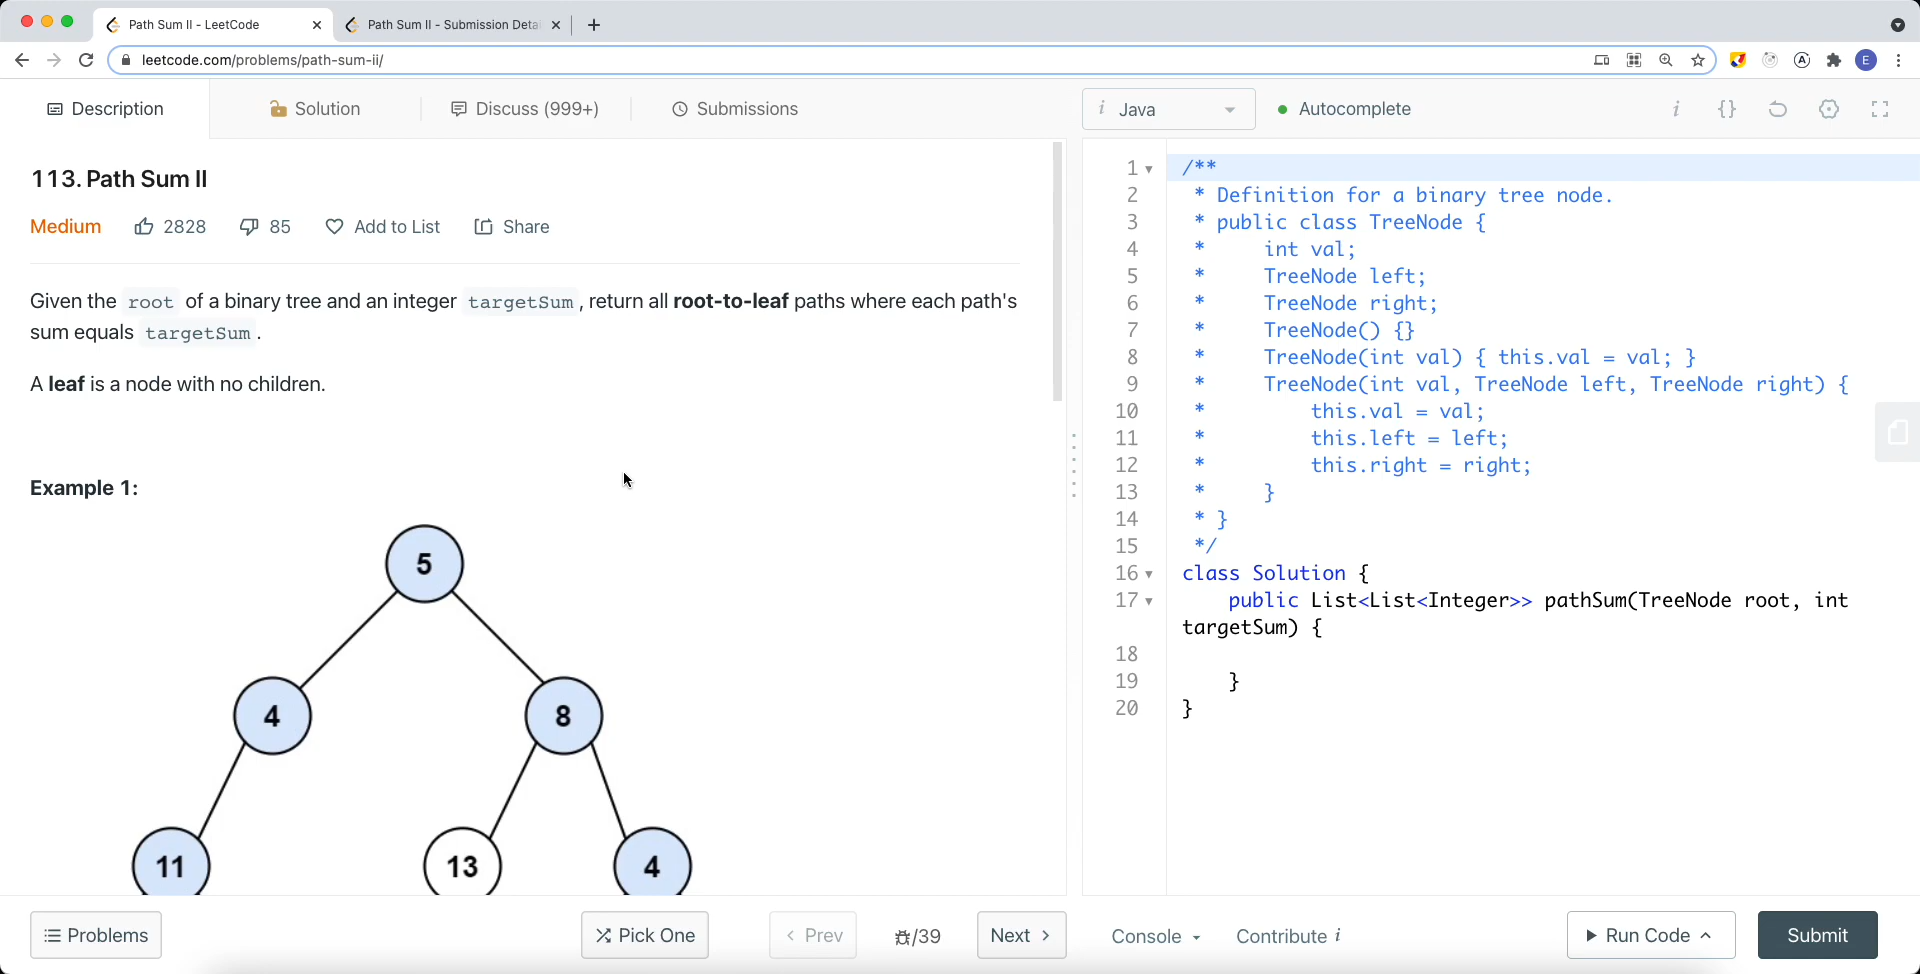 Path Sum II - LeetCode
Path Sum II - Submission Deta
leetcode.com/problems/path-sum-ii/
E
Description
Solution
Discuss (999+)
Submissions
113. Path Sum II
Medium
2828
85
Add to List
Share
Given the root of a binary tree and an integer targetSum, return all root-to-leaf paths where each path's
sum equals targetSum.
A leaf is a node with no children.
Example 1:
5
4
8
11
13
4
Problems
Pick One
Prev
/39
Next
i Java
Autocomplete
i {}
1 /**
2 * Definition for a binary tree node.
3 * public class TreeNode {
4 *     int val;
5 *     TreeNode left;
6 *     TreeNode right;
7 *     TreeNode() {}
8 *     TreeNode(int val) { this.val = val; }
9 *     TreeNode(int val, TreeNode left, TreeNode right) {
10 *         this.val = val;
11 *         this.left = left;
12 *         this.right = right;
13 *     }
14 * }
15 */
16 class Solution {
17     public List<List<Integer>> pathSum(TreeNode root, int
targetSum) {
18
19     }
20 }
Console
Contribute i
Run Code
Submit